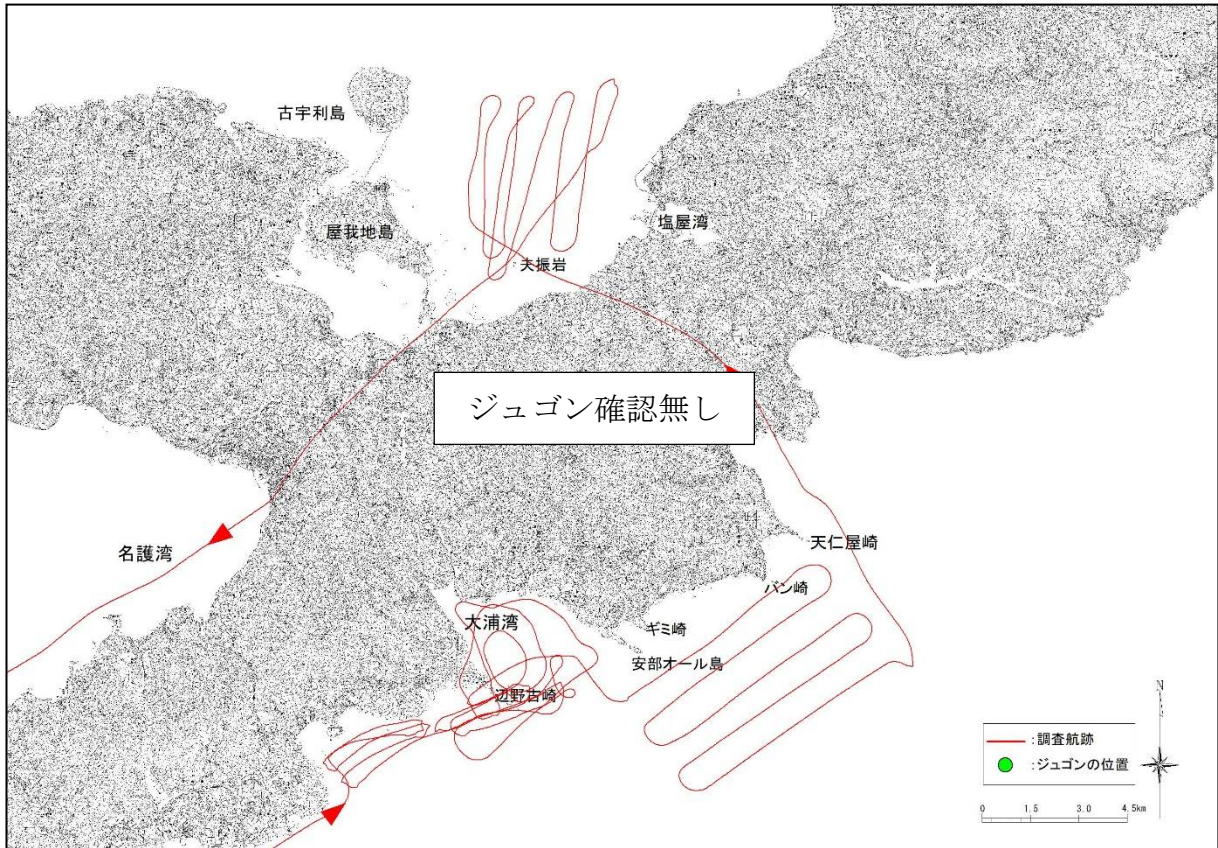 古宇利島
屋我地島
塩屋湾
夫振岩
ジュゴン確認無し
名護湾
天仁屋崎
バン崎
大浦湾
ギミ崎
安部オール島
辺野古崎
N
:調査航跡
:ジュゴンの位置
0 1.5 3.0 4.5km